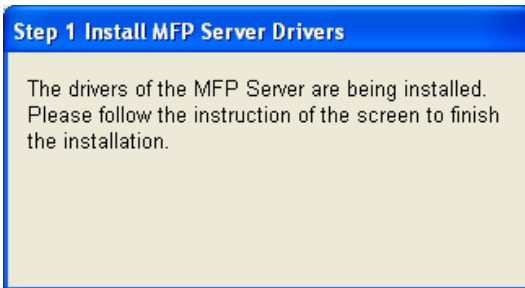 Step 1 Install MFP Server Drivers
The drivers of the MFP Server are being installed.
Please follow the instruction of the screen to finish
the installation.